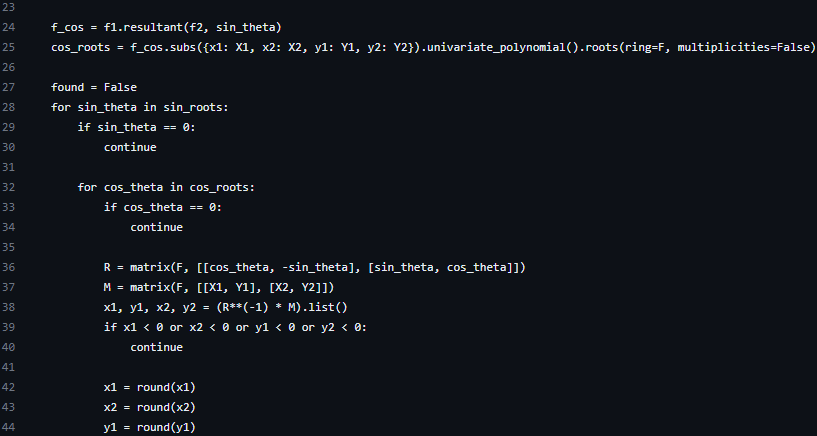 23
24    f_cos = f1.resultant(f2, sin_theta)
25    cos_roots = f_cos.subs({x1: X1, x2: X2, y1: Y1, y2: Y2}).univariate_polynomial().roots(ring=F, multiplicities=False)
26
27    found = False
28    for sin_theta in sin_roots:
29        if sin_theta == 0:
30            continue
31
32        for cos_theta in cos_roots:
33            if cos_theta == 0:
34                continue
35
36            R = matrix(F, [[cos_theta, -sin_theta], [sin_theta, cos_theta]])
37            M = matrix(F, [[X1, Y1], [X2, Y2]])
38            x1, y1, x2, y2 = (R**(-1) * M).list()
39            if x1 < 0 or x2 < 0 or y1 < 0 or y2 < 0:
40                continue
41
42            x1 = round(x1)
43            x2 = round(x2)
44            y1 = round(y1)